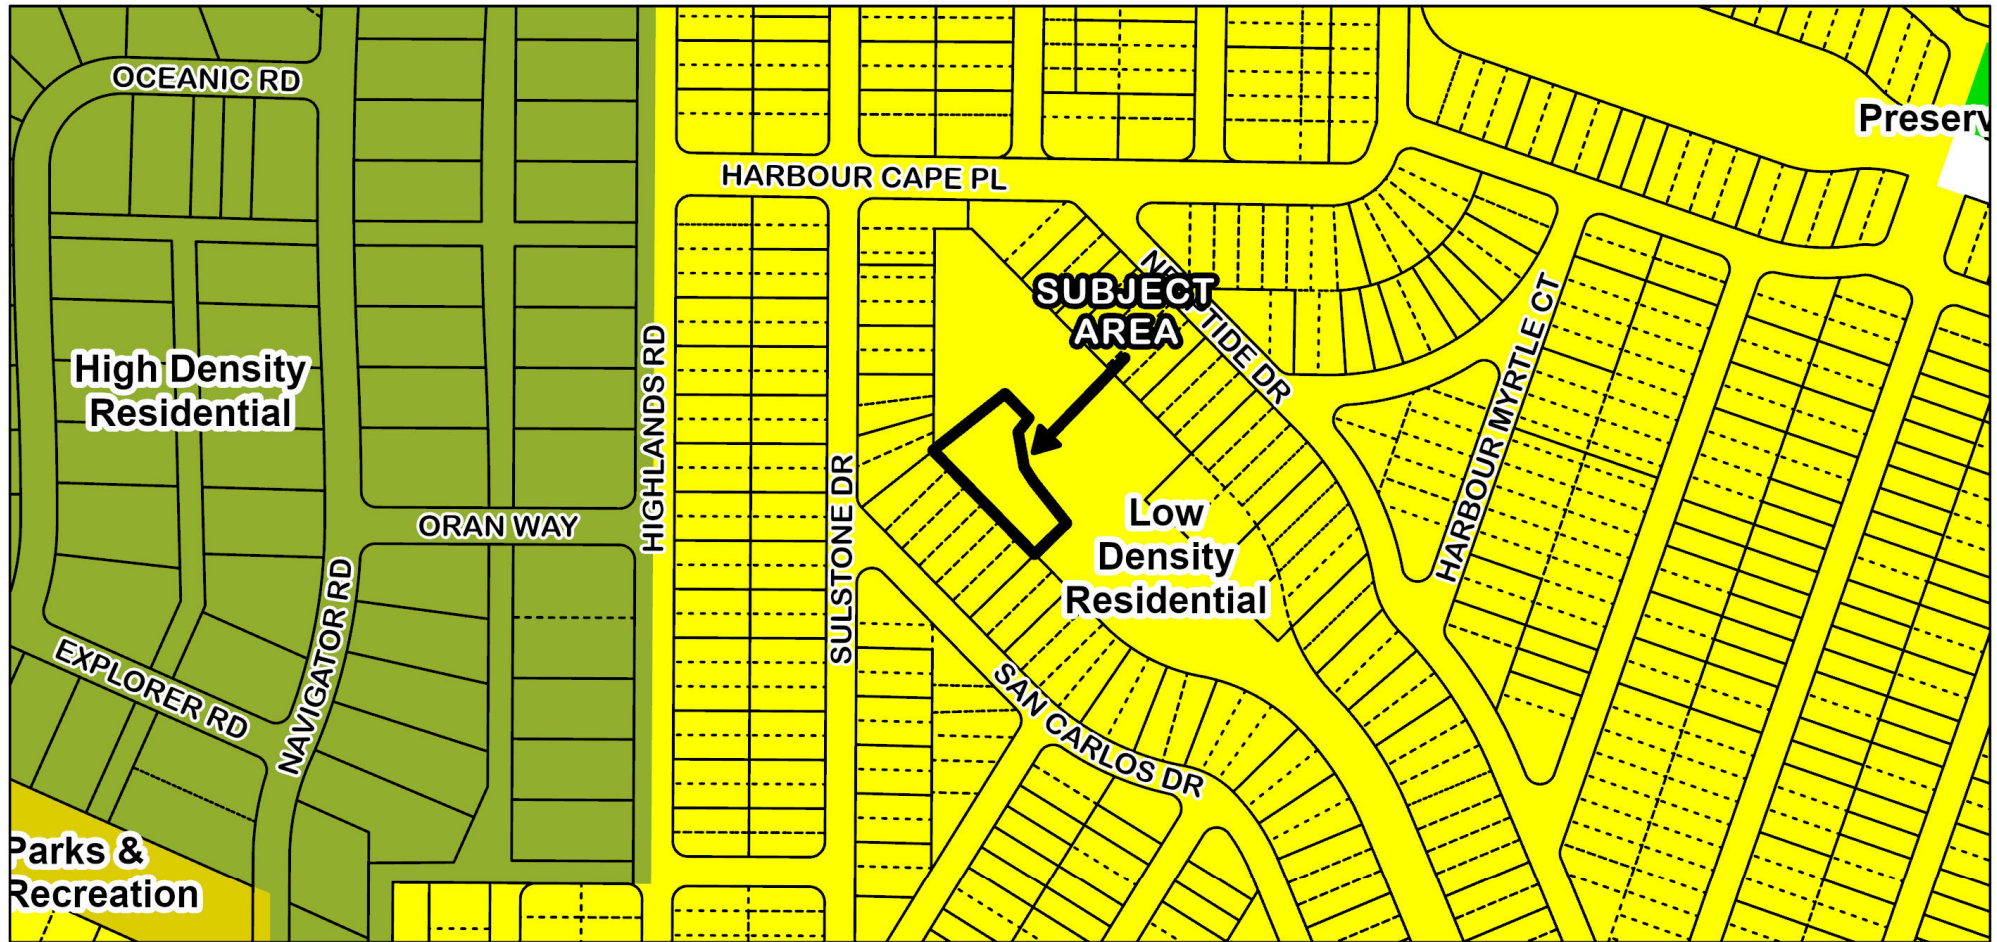 OCEANIC RD
Preserv
HARBOUR CAPE PL
SUBJECT
AREA
TIDE DR
High Density
Residential
HIGHLANDS RD
HARBOUR MYRTLE CT
ORAN WAY
SULSTONE DR
Low
Density
Residential
NAVIGATOR RD
EXPLORER RD
SAN CARLOS DR
Parks &
Recreation